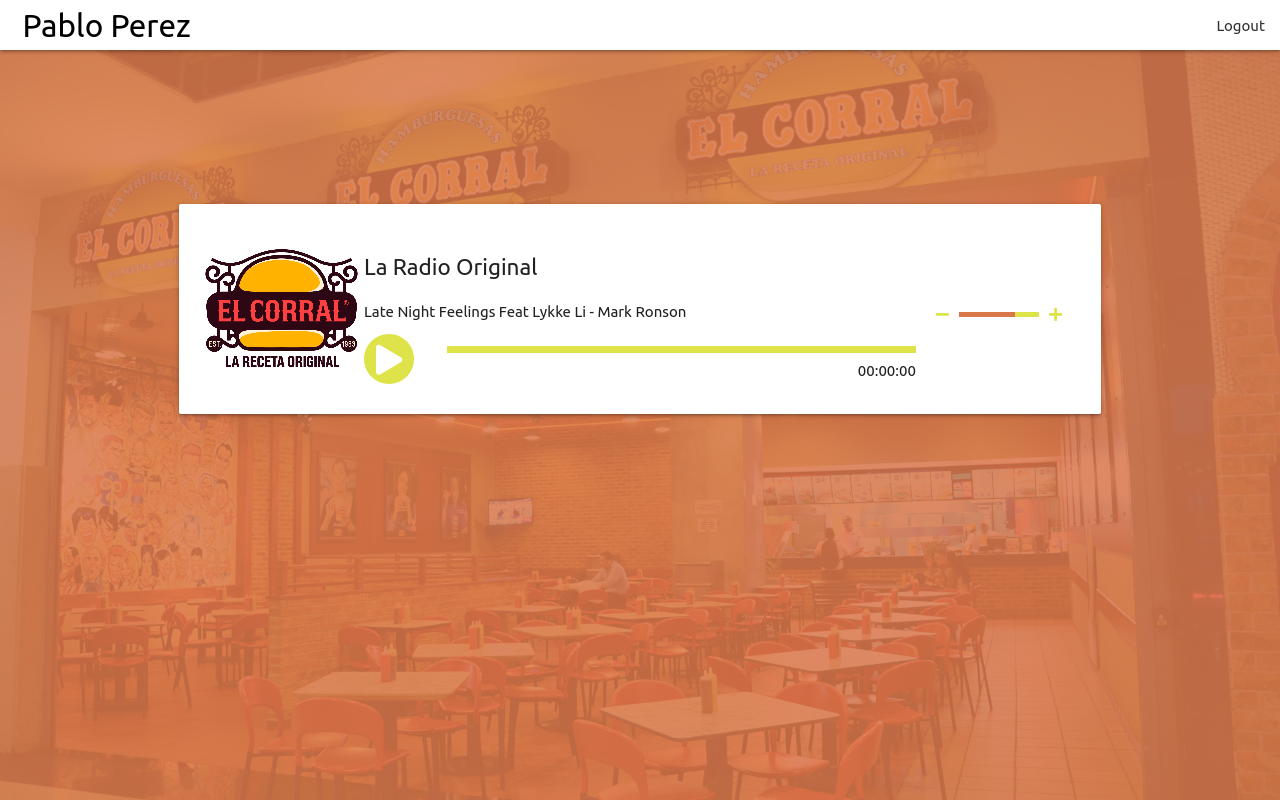 Pablo Perez
Logout
HAMBURGUESAS
EL CORRAL
LA RECETA ORIGINAL
HAMBURGUESAS
EL CORRAL
HAMBURGUESAS
EL CORRAL
La Radio Original
EL CORRAL
EST. 1983
LA RECETA ORIGINAL
Late Night Feelings Feat Lykke Li - Mark Ronson
00:00:00